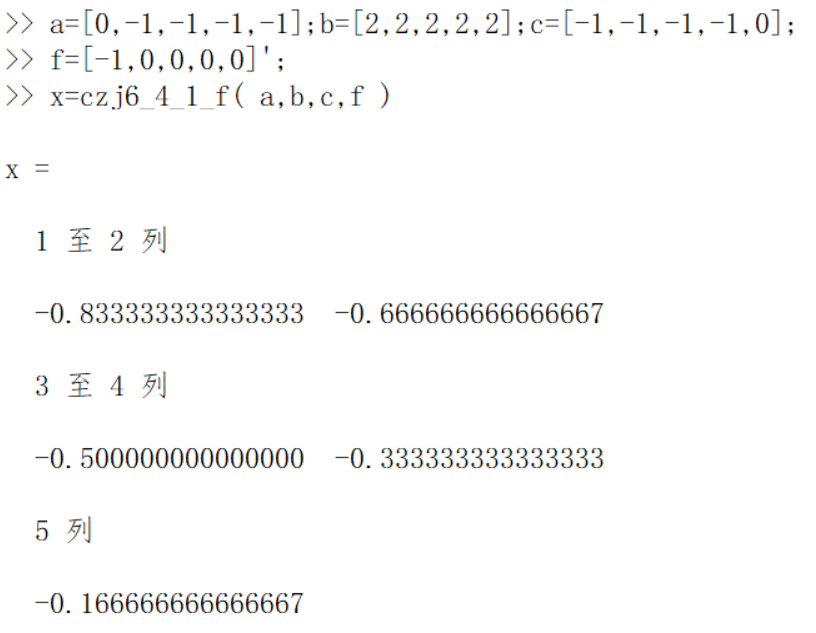 >> a=[0,-1,-1,-1,-1];b=[2,2,2,2,2];c=[-1,-1,-1,-1,0];
>> f=[-1,0,0,0,0]';
>> x=czj6_4_1_f( a,b,c,f )
x =
1 至 2 列
-0.833333333333333 -0.666666666666667
3 至 4 列
-0.500000000000000 -0.333333333333333
5 列
-0.166666666666667